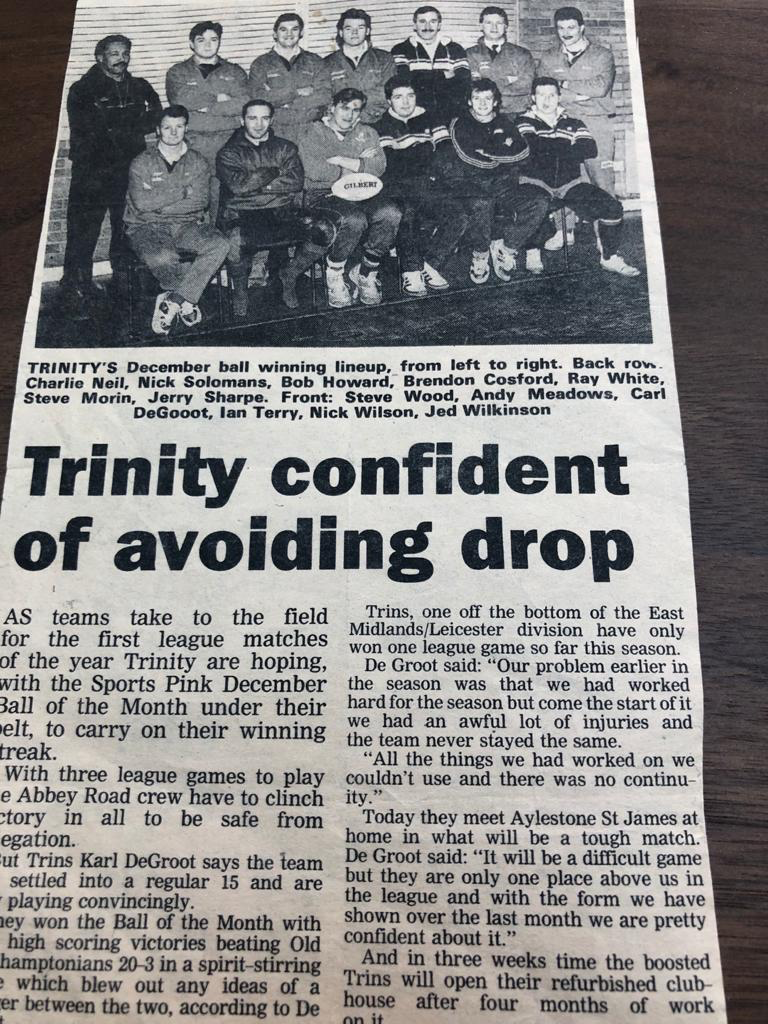 GILBERT
TRINITY'S December ball winning lineup, from left to right. Back row.
Charlie Neil, Nick Solomans, Bob Howard, Brendon Cosford, Ray White,
Steve Morin, Jerry Sharpe. Front: Steve Wood, Andy Meadows, Carl
DeGooot, Ian Terry, Nick Wilson, Jed Wilkinson
Trinity confident
of avoiding drop
AS teams take to the field
for the first league matches
of the year Trinity are hoping,
with the Sports Pink December
Ball of the Month under their
elt, to carry on their winning
treak.
With three league games to play
e Abbey Road crew have to clinch
ctory in all to be safe from
egation.
ut Trins Karl DeGroot says the team
settled into a regular 15 and are
playing convincingly.
ey won the Ball of the Month with
high scoring victories beating Old
hamptonians 20-3 in a spirit-stirring
which blew out any ideas of a
er between the two, according to De
Trins, one off the bottom of the East
Midlands/Leicester division have only
won one league game so far this season.
De Groot said: “Our problem earlier in
the season was that we had worked
hard for the season but come the start of it
we had an awful lot of injuries and
the team never stayed the same.
“All the things we had worked on we
couldn't use and there was no continu-
ity.”
Today they meet Aylestone St James at
home in what will be a tough match.
De Groot said: “It will be a difficult game
but they are only one place above us in
the league and with the form we have
shown over the last month we are pretty
confident about it.”
And in three weeks time the boosted
Trins will open their refurbished club-
house after four months of work
on it